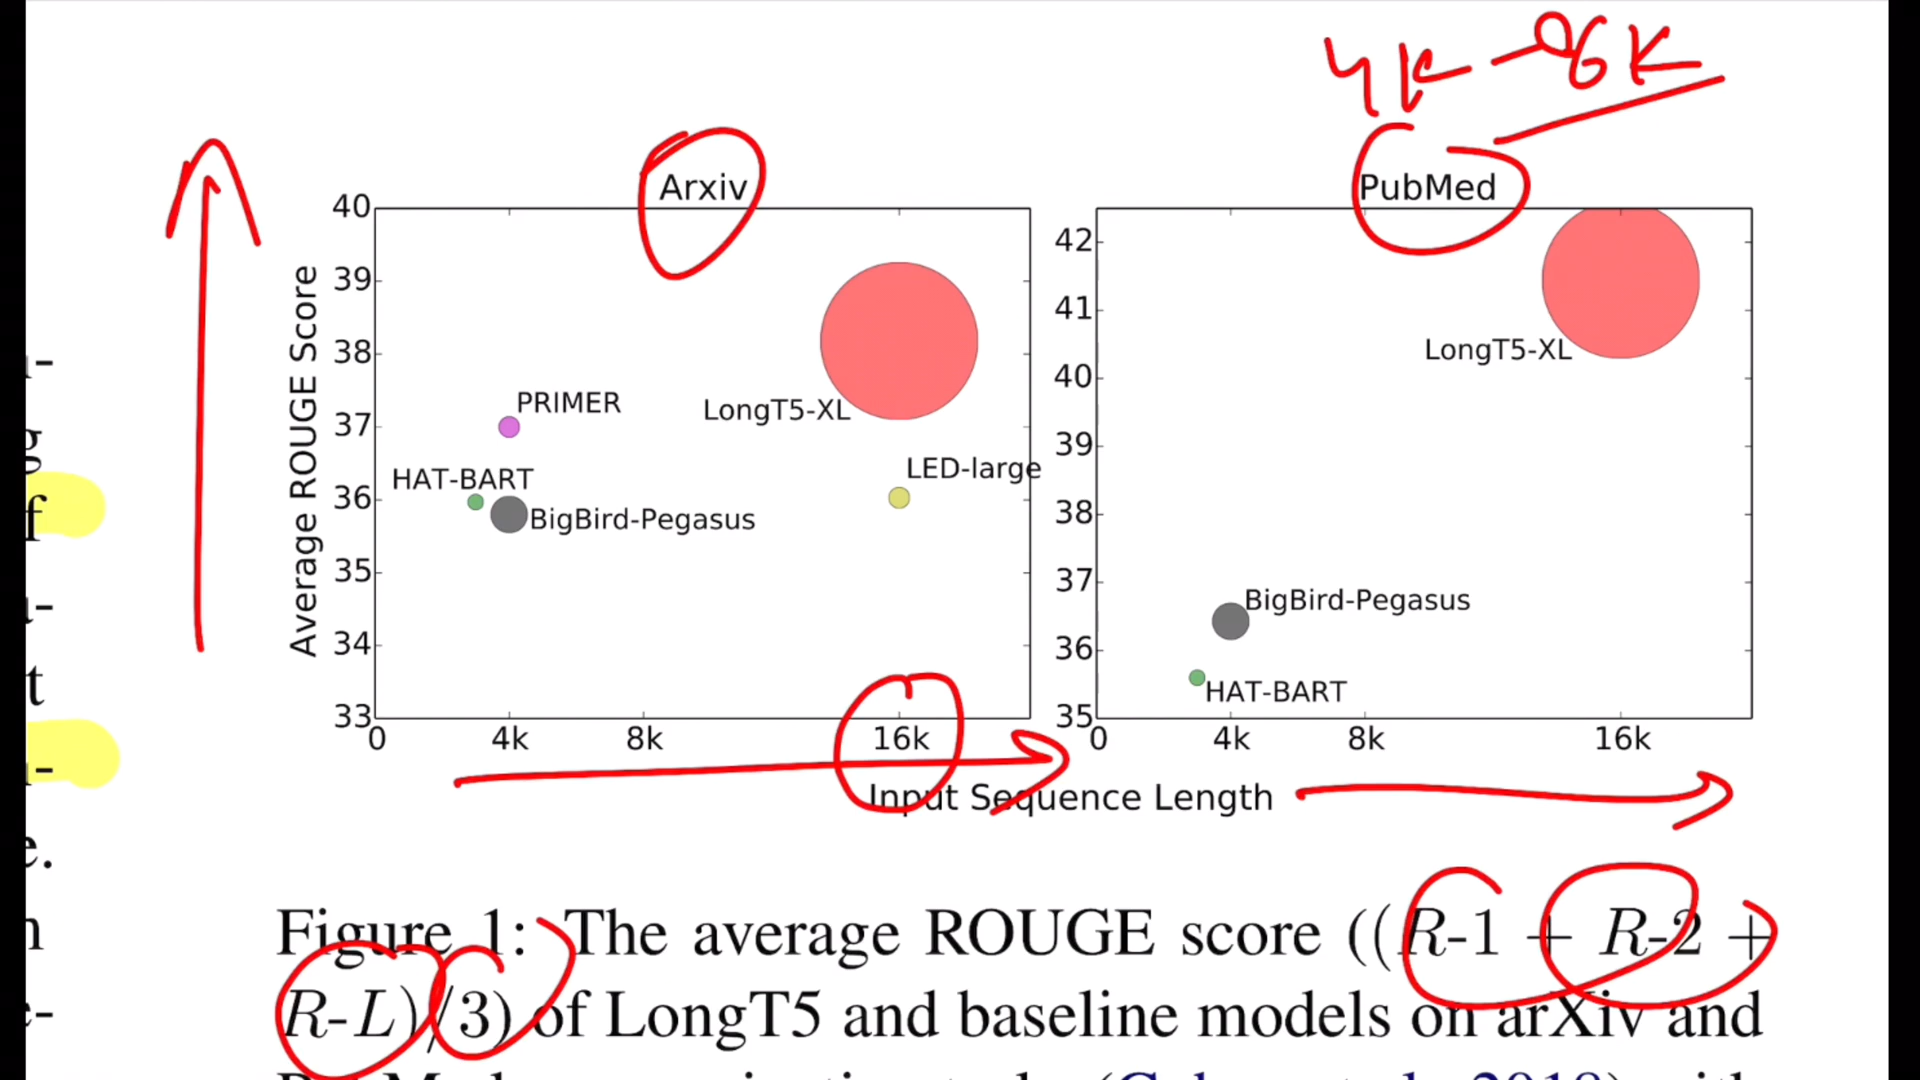 4k - 16k
Arxiv
PubMed
40
39
38
37
36
35
34
33
Average ROUGE Score
PRIMER
HAT-BART
BigBird-Pegasus
LongT5-XL
LED-large
0 4k 8k 16k
42
41
40
39
38
37
36
35
LongT5-XL
BigBird-Pegasus
HAT-BART
0 4k 8k 16k
Input Sequence Length
Figure 1: The average ROUGE score ((R-1 + R-2 +
R-L)/3) of LongT5 and baseline models on arXiv and